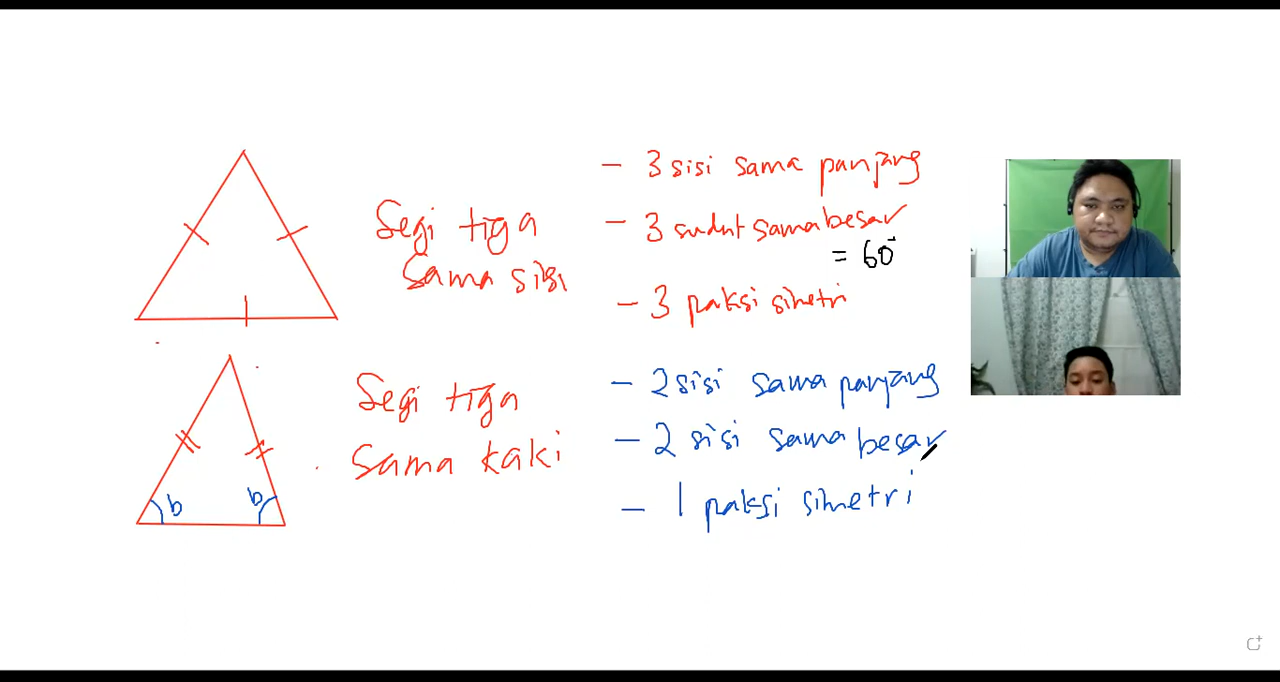 Segi tiga
sama sisi
- 3 sisi sama panjang
- 3 sudut sama besar
= 60°
- 3 paksi simetri
b
b
Segi tiga
sama kaki
- 2 sisi sama panjang
- 2 sisi sama besar
- 1 paksi simetri